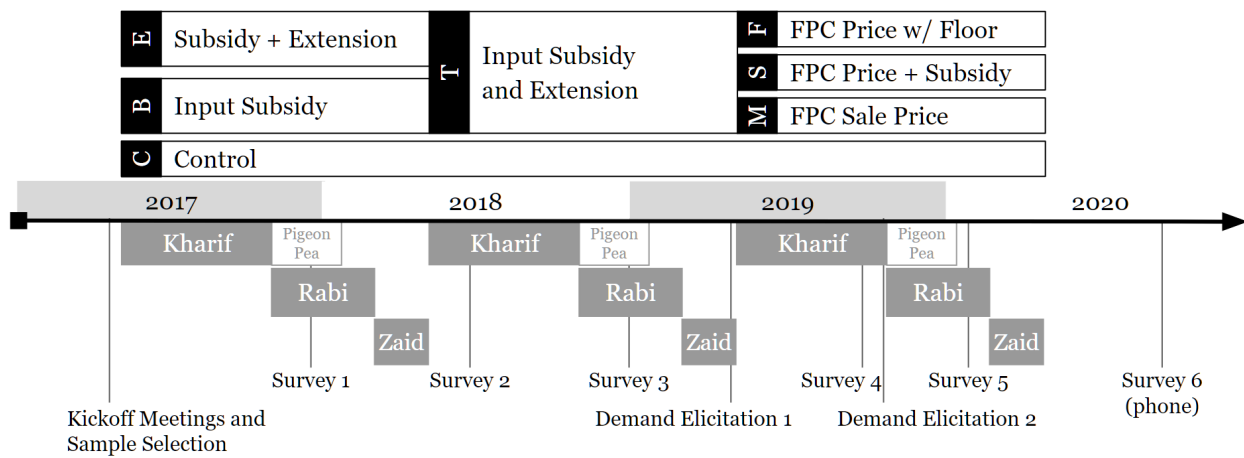 E
Subsidy + Extension
B
Input Subsidy
T
Input Subsidy
and Extension
F
FPC Price w/ Floor
S
FPC Price + Subsidy
M
FPC Sale Price
C
Control
2017
2018
2019
2020
Kharif
Pigeon
Pea
Kharif
Pigeon
Pea
Kharif
Pigeon
Pea
Rabi
Rabi
Rabi
Zaid
Zaid
Zaid
Survey 1
Survey 2
Survey 3
Survey 4
Survey 5
Survey 6
(phone)
Kickoff Meetings and
Sample Selection
Demand Elicitation 1
Demand Elicitation 2